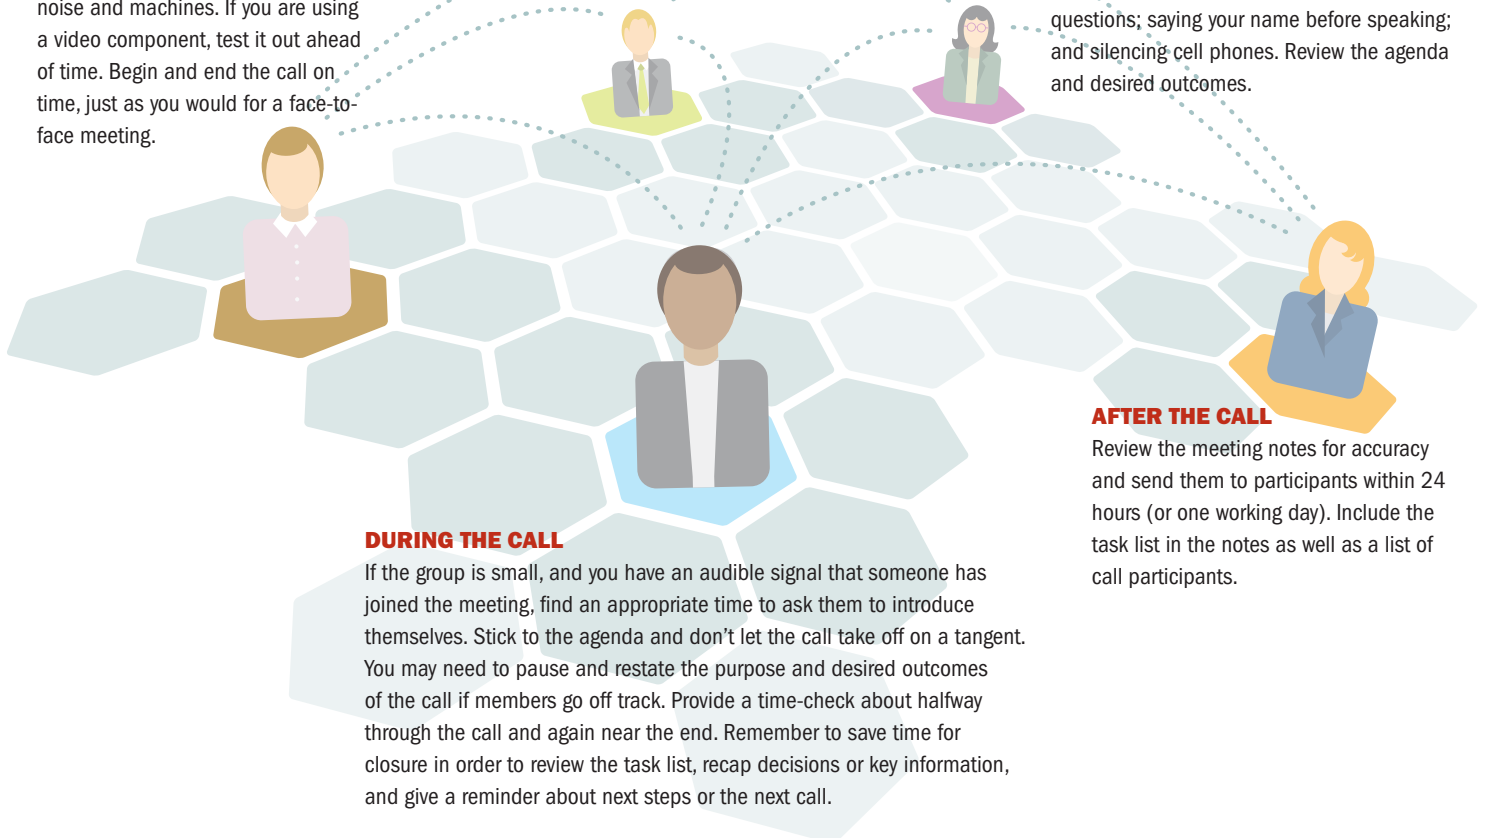 noise and machines. If you are using
a video component, test it out ahead
of time. Begin and end the call on
time, just as you would for a face-to-
face meeting.
questions; saying your name before speaking;
and silencing cell phones. Review the agenda
and desired outcomes.
DURING THE CALL
If the group is small, and you have an audible signal that someone has
joined the meeting, find an appropriate time to ask them to introduce
themselves. Stick to the agenda and don’t let the call take off on a tangent.
You may need to pause and restate the purpose and desired outcomes
of the call if members go off track. Provide a time-check about halfway
through the call and again near the end. Remember to save time for
closure in order to review the task list, recap decisions or key information,
and give a reminder about next steps or the next call.
AFTER THE CALL
Review the meeting notes for accuracy
and send them to participants within 24
hours (or one working day). Include the
task list in the notes as well as a list of
call participants.